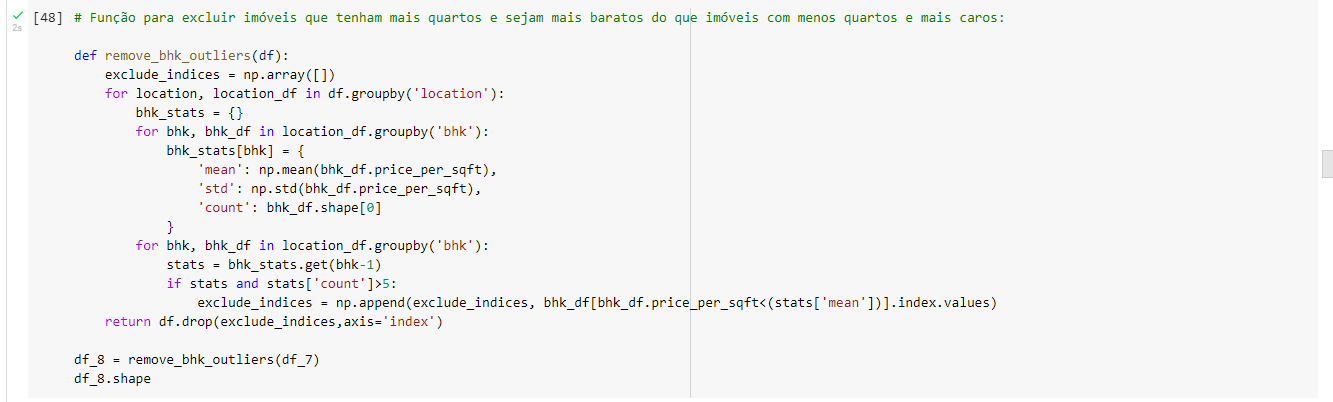 [48] # Função para excluir imóveis que tenham mais quartos e sejam mais baratos do que imóveis com menos quartos e mais caros:
2s
def remove_bhk_outliers(df):
    exclude_indices = np.array([])
    for location, location_df in df.groupby('location'):
        bhk_stats = {}
        for bhk, bhk_df in location_df.groupby('bhk'):
            bhk_stats[bhk] = {
                'mean': np.mean(bhk_df.price_per_sqft),
                'std': np.std(bhk_df.price_per_sqft),
                'count': bhk_df.shape[0]
            }
        for bhk, bhk_df in location_df.groupby('bhk'):
            stats = bhk_stats.get(bhk-1)
            if stats and stats['count']>5:
                exclude_indices = np.append(exclude_indices, bhk_df[bhk_df.price_per_sqft<(stats['mean'])].index.values)
    return df.drop(exclude_indices,axis='index')
df_8 = remove_bhk_outliers(df_7)
df_8.shape